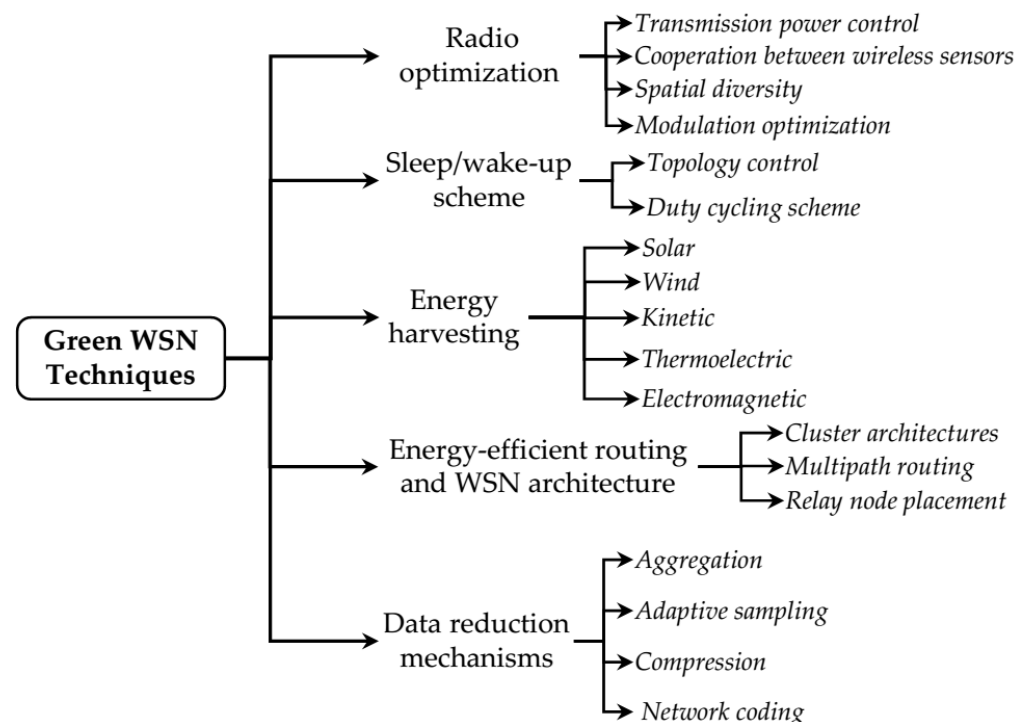 Green WSN
Techniques
Radio
optimization
Transmission power control
Cooperation between wireless sensors
Spatial diversity
Modulation optimization
Sleep/wake-up
scheme
Topology control
Duty cycling scheme
Energy
harvesting
Solar
Wind
Kinetic
Thermoelectric
Electromagnetic
Energy-efficient routing
and WSN architecture
Cluster architectures
Multipath routing
Relay node placement
Data reduction
mechanisms
Aggregation
Adaptive sampling
Compression
Network coding